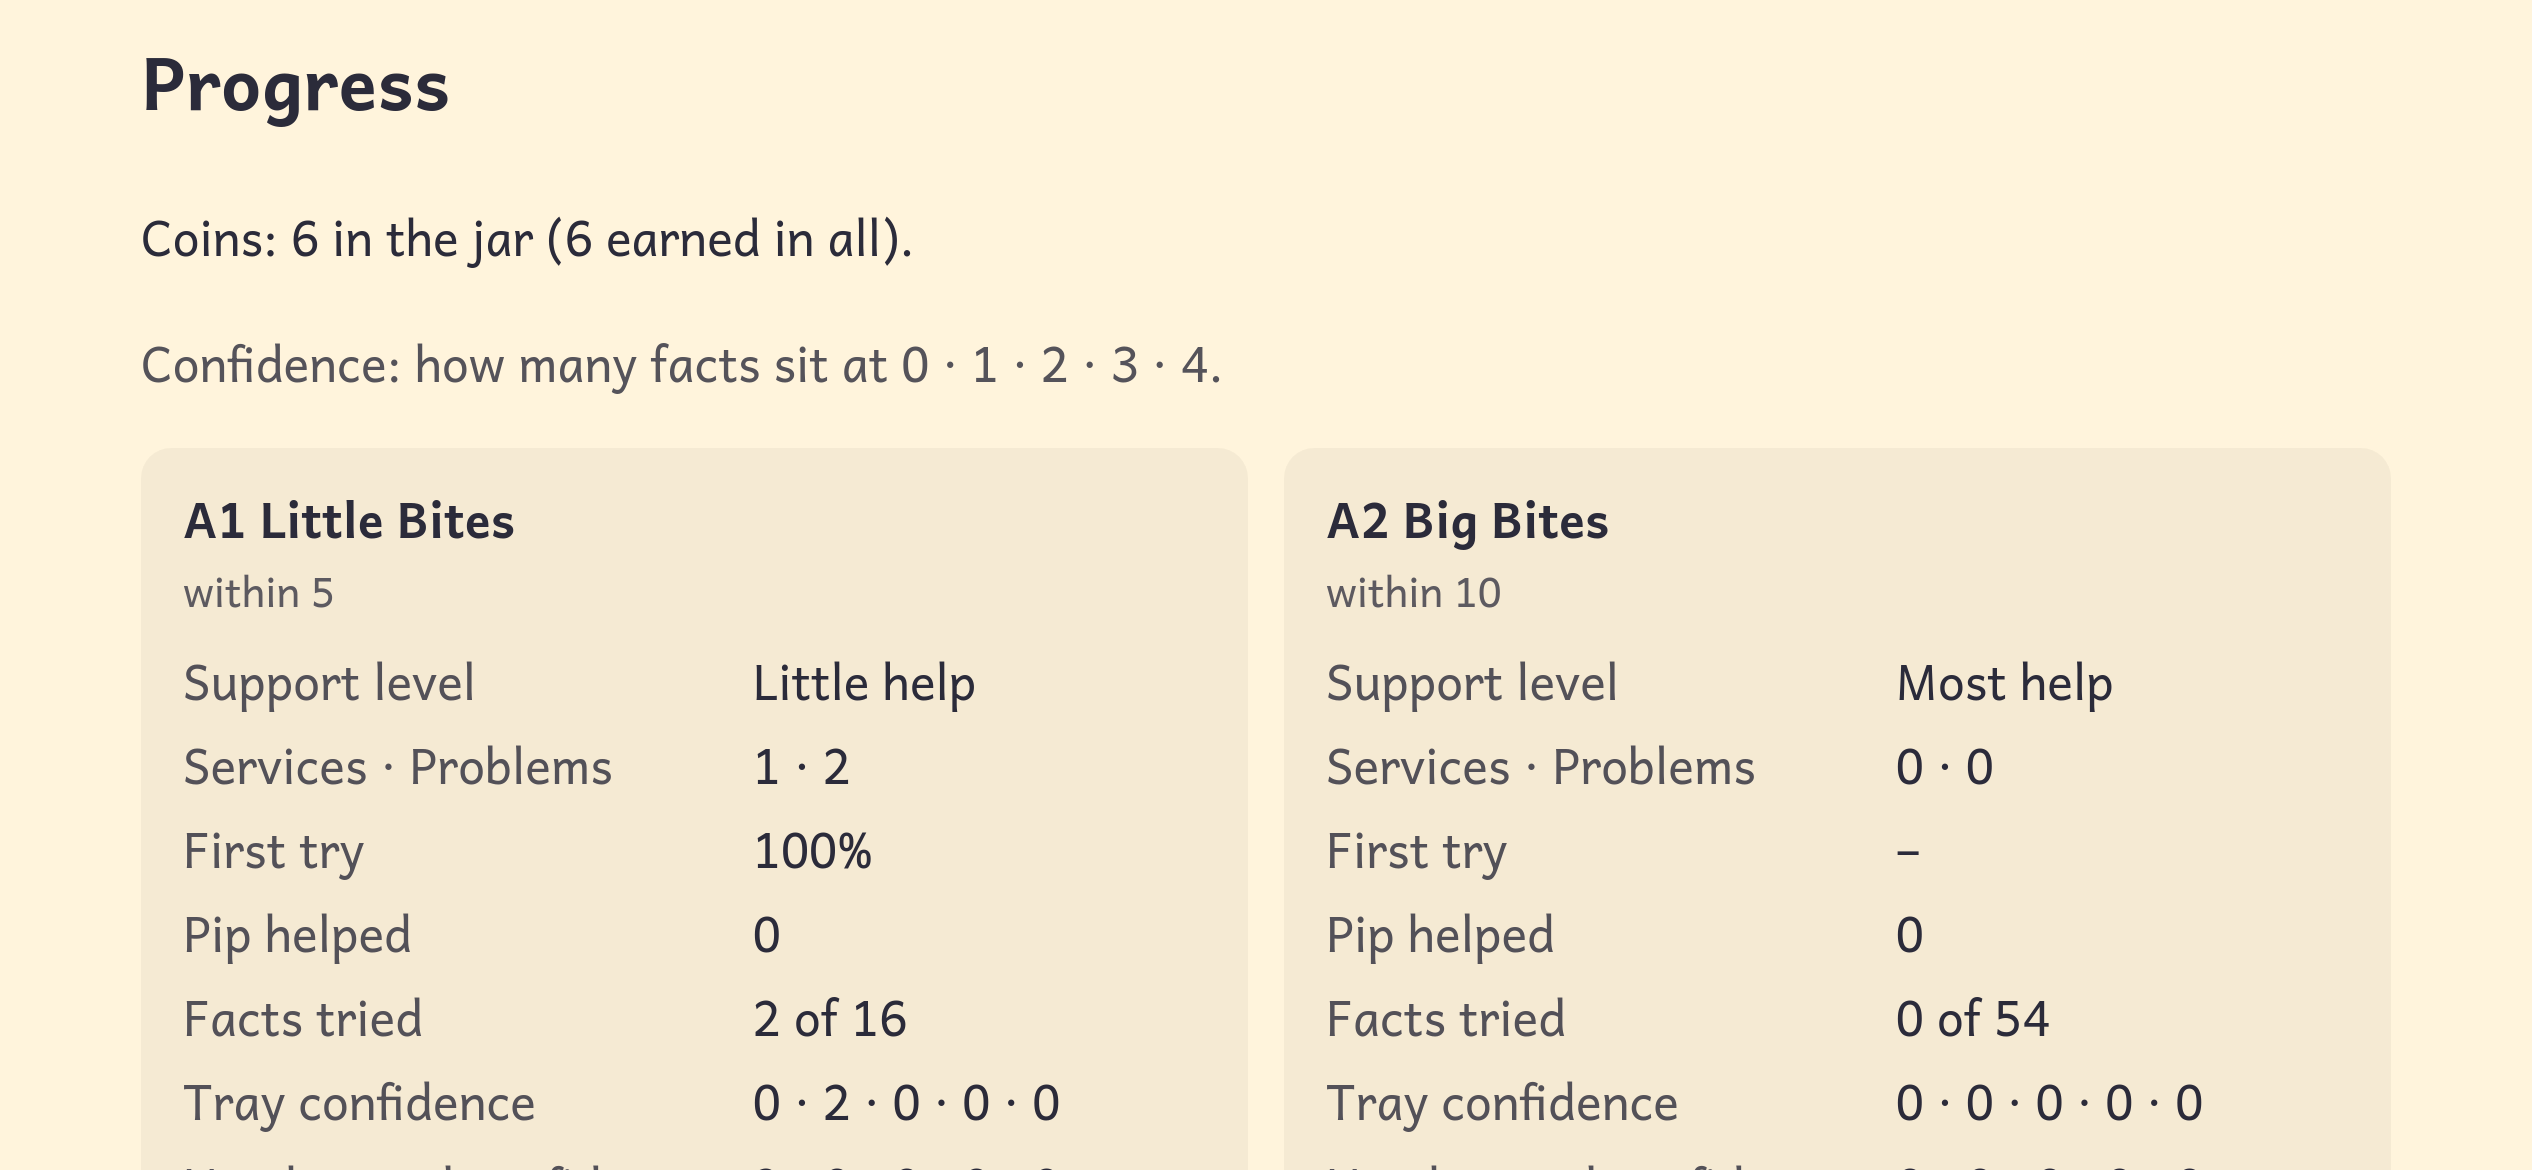 Progress
Coins: 6 in the jar (6 earned in all).
Confidence: how many facts sit at 0 · 1 · 2 · 3 · 4.
A1 Little Bites
within 5
Support level Little help
Services · Problems 1 · 2
First try 100%
Pip helped 0
Facts tried 2 of 16
Tray confidence 0 · 2 · 0 · 0 · 0
A2 Big Bites
within 10
Support level Most help
Services · Problems 0 · 0
First try –
Pip helped 0
Facts tried 0 of 54
Tray confidence 0 · 0 · 0 · 0 · 0